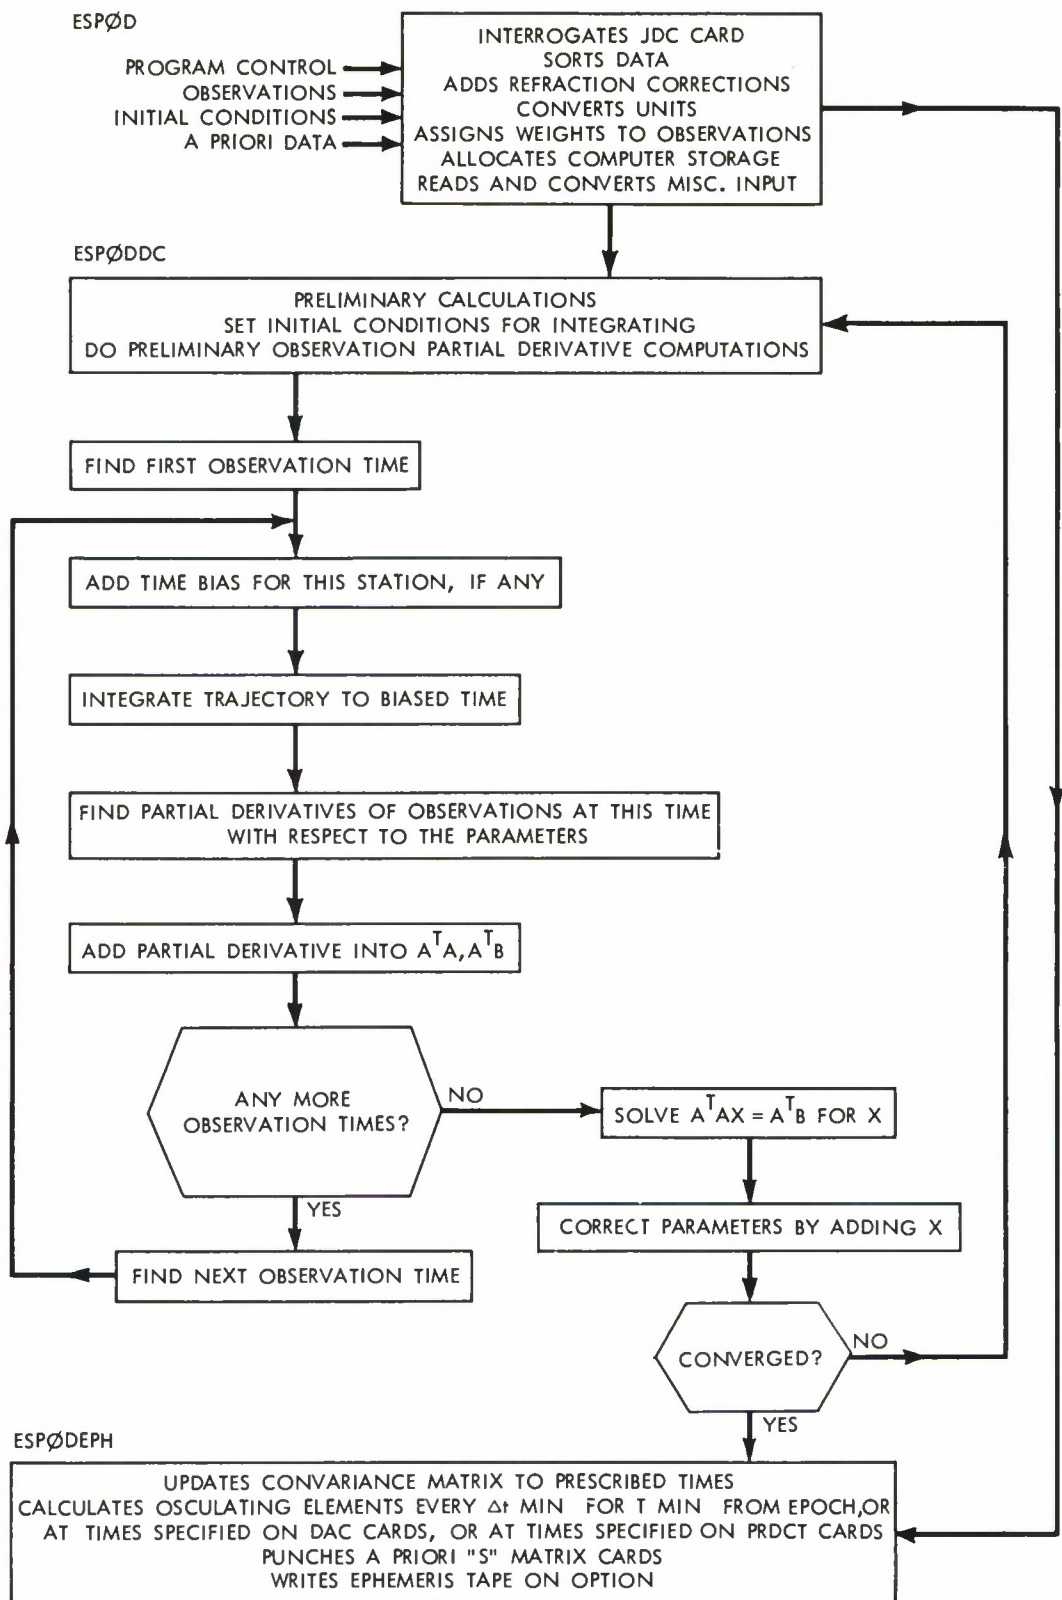 ESPØD
PROGRAM CONTROL
OBSERVATIONS
INITIAL CONDITIONS
A PRIORI DATA
INTERROGATES JDC CARD
SORTS DATA
ADDS REFRACTION CORRECTIONS
CONVERTS UNITS
ASSIGNS WEIGHTS TO OBSERVATIONS
ALLOCATES COMPUTER STORAGE
READS AND CONVERTS MISC. INPUT
ESPØDDC
PRELIMINARY CALCULATIONS
SET INITIAL CONDITIONS FOR INTEGRATING
DO PRELIMINARY OBSERVATION PARTIAL DERIVATIVE COMPUTATIONS
FIND FIRST OBSERVATION TIME
ADD TIME BIAS FOR THIS STATION, IF ANY
INTEGRATE TRAJECTORY TO BIASED TIME
FIND PARTIAL DERIVATIVES OF OBSERVATIONS AT THIS TIME
WITH RESPECT TO THE PARAMETERS
ADD PARTIAL DERIVATIVE INTO AᵀA, AᵀB
ANY MORE
OBSERVATION TIMES?
NO
YES
FIND NEXT OBSERVATION TIME
SOLVE AᵀAX = AᵀB FOR X
CORRECT PARAMETERS BY ADDING X
CONVERGED?
NO
YES
ESPØDEPH
UPDATES CONVARIANCE MATRIX TO PRESCRIBED TIMES
CALCULATES OSCULATING ELEMENTS EVERY Δt MIN FOR T MIN FROM EPOCH, OR
AT TIMES SPECIFIED ON DAC CARDS, OR AT TIMES SPECIFIED ON PRDCT CARDS
PUNCHES A PRIORI "S" MATRIX CARDS
WRITES EPHEMERIS TAPE ON OPTION